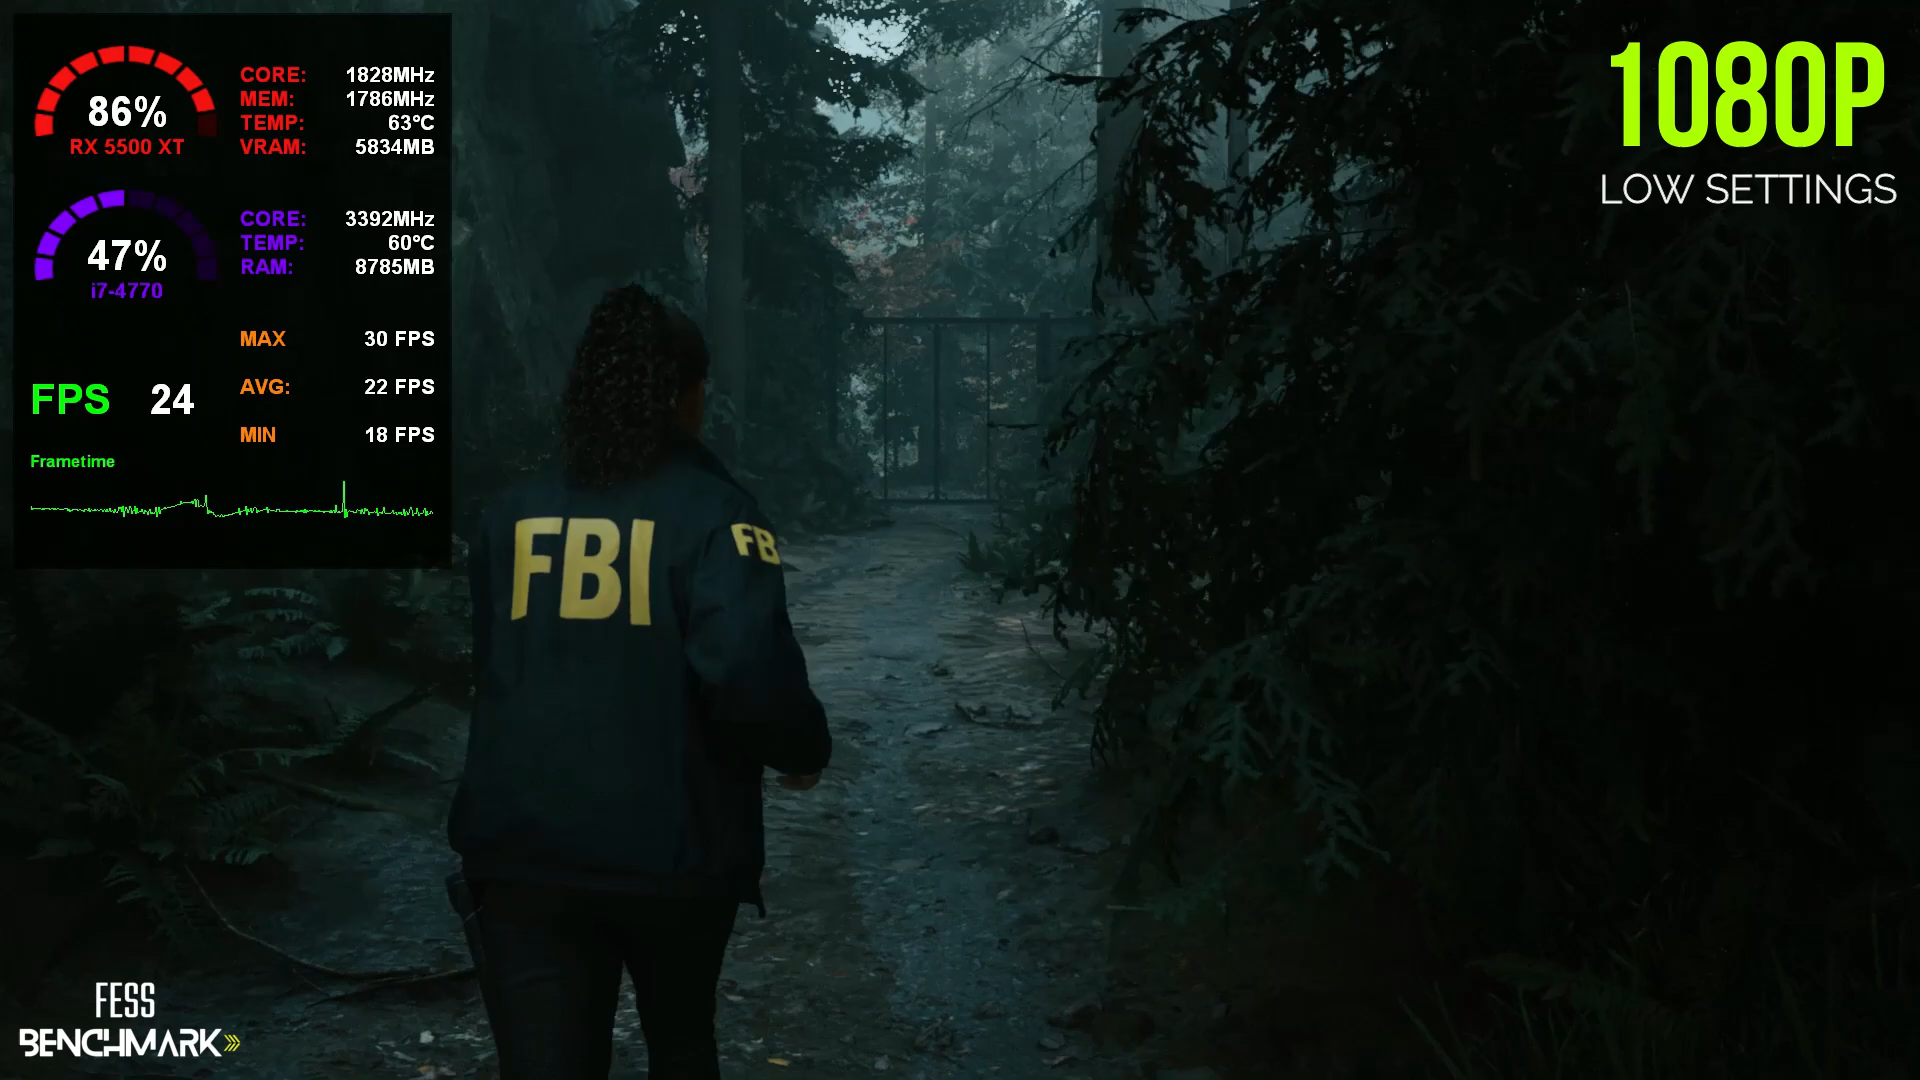 86%
RX 5500 XT
CORE: 1828MHz
MEM: 1786MHz
TEMP: 63°C
VRAM: 5834MB
47%
i7-4770
CORE: 3392MHz
TEMP: 60°C
RAM: 8785MB
MAX 30 FPS
AVG: 22 FPS
MIN 18 FPS
FPS 24
Frametime
1080P
LOW SETTINGS
FBI
FB
FESS
BENCHMARK